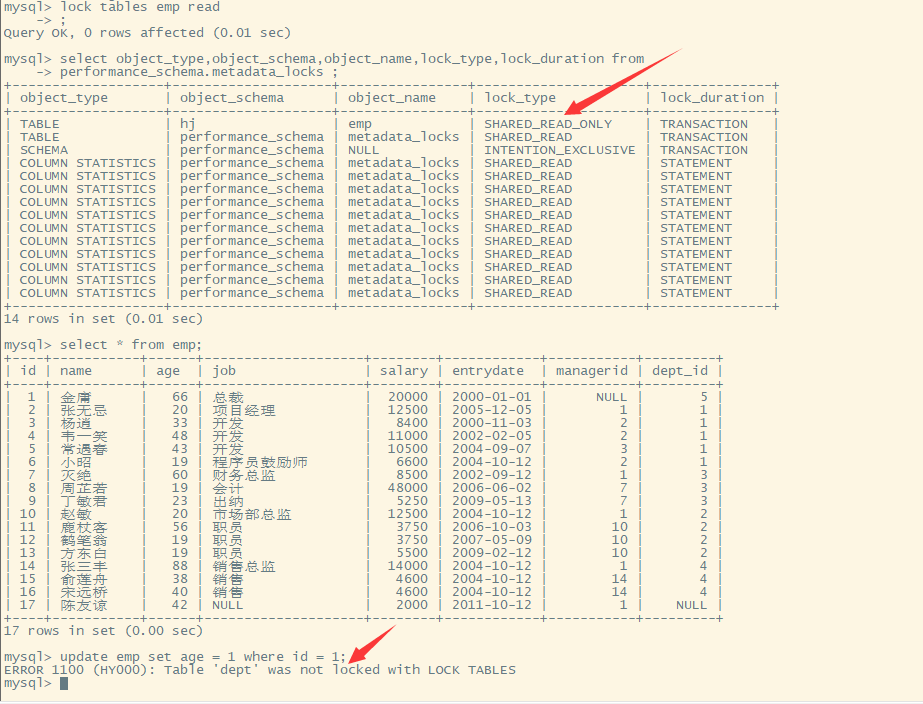 mysql> lock tables emp read
    -> ;
Query OK, 0 rows affected (0.01 sec)
mysql> select object_type,object_schema,object_name,lock_type,lock_duration from
    -> performance_schema.metadata_locks ;
+-------------------+--------------------+----------------+---------------------+---------------+
| object_type | object_schema | object_name | lock_type | lock_duration |
+-------------------+--------------------+----------------+---------------------+---------------+
| TABLE | hj | emp | SHARED_READ_ONLY | TRANSACTION |
| TABLE | performance_schema | metadata_locks | SHARED_READ | TRANSACTION |
| SCHEMA | performance_schema | NULL | INTENTION_EXCLUSIVE | TRANSACTION |
| COLUMN STATISTICS | performance_schema | metadata_locks | SHARED_READ | STATEMENT |
| COLUMN STATISTICS | performance_schema | metadata_locks | SHARED_READ | STATEMENT |
| COLUMN STATISTICS | performance_schema | metadata_locks | SHARED_READ | STATEMENT |
| COLUMN STATISTICS | performance_schema | metadata_locks | SHARED_READ | STATEMENT |
| COLUMN STATISTICS | performance_schema | metadata_locks | SHARED_READ | STATEMENT |
| COLUMN STATISTICS | performance_schema | metadata_locks | SHARED_READ | STATEMENT |
| COLUMN STATISTICS | performance_schema | metadata_locks | SHARED_READ | STATEMENT |
| COLUMN STATISTICS | performance_schema | metadata_locks | SHARED_READ | STATEMENT |
| COLUMN STATISTICS | performance_schema | metadata_locks | SHARED_READ | STATEMENT |
| COLUMN STATISTICS | performance_schema | metadata_locks | SHARED_READ | STATEMENT |
| COLUMN STATISTICS | performance_schema | metadata_locks | SHARED_READ | STATEMENT |
+-------------------+--------------------+----------------+---------------------+---------------+
14 rows in set (0.01 sec)
mysql> select * from emp;
+----+--------+------+--------------+--------+------------+-----------+---------+
| id | name | age | job | salary | entrydate | managerid | dept_id |
+----+--------+------+--------------+--------+------------+-----------+---------+
| 1 | 金庸 | 66 | 总裁 | 20000 | 2000-01-01 | NULL | 5 |
| 2 | 张无忌 | 20 | 项目经理 | 12500 | 2005-12-05 | 1 | 1 |
| 3 | 杨逍 | 33 | 开发 | 8400 | 2000-11-03 | 2 | 1 |
| 4 | 韦一笑 | 48 | 开发 | 11000 | 2002-02-05 | 2 | 1 |
| 5 | 常遇春 | 43 | 开发 | 10500 | 2004-09-07 | 3 | 1 |
| 6 | 小昭 | 19 | 程序员鼓励师 | 6600 | 2004-10-12 | 2 | 1 |
| 7 | 灭绝 | 60 | 财务总监 | 8500 | 2002-09-12 | 1 | 3 |
| 8 | 周芷若 | 19 | 会计 | 48000 | 2006-06-02 | 7 | 3 |
| 9 | 丁敏君 | 23 | 出纳 | 5250 | 2009-05-13 | 7 | 3 |
| 10 | 赵敏 | 20 | 市场部总监 | 12500 | 2004-10-12 | 1 | 2 |
| 11 | 鹿杖客 | 56 | 职员 | 3750 | 2006-10-03 | 10 | 2 |
| 12 | 鹤笔翁 | 19 | 职员 | 3750 | 2007-05-09 | 10 | 2 |
| 13 | 方东白 | 19 | 职员 | 5500 | 2009-02-12 | 10 | 2 |
| 14 | 张三丰 | 88 | 销售总监 | 14000 | 2004-10-12 | 1 | 4 |
| 15 | 俞莲舟 | 38 | 销售 | 4600 | 2004-10-12 | 14 | 4 |
| 16 | 宋远桥 | 40 | 销售 | 4600 | 2004-10-12 | 14 | 4 |
| 17 | 陈友谅 | 42 | NULL | 2000 | 2011-10-12 | 1 | NULL |
+----+--------+------+--------------+--------+------------+-----------+---------+
17 rows in set (0.00 sec)
mysql> update emp set age = 1 where id = 1;
ERROR 1100 (HY000): Table 'dept' was not locked with LOCK TABLES
mysql>